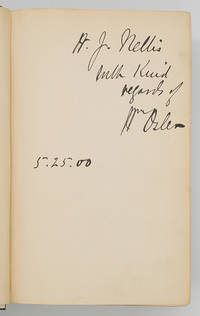 H. J. Nellis
with Kind
regards of
Wm Osler
5.25.00